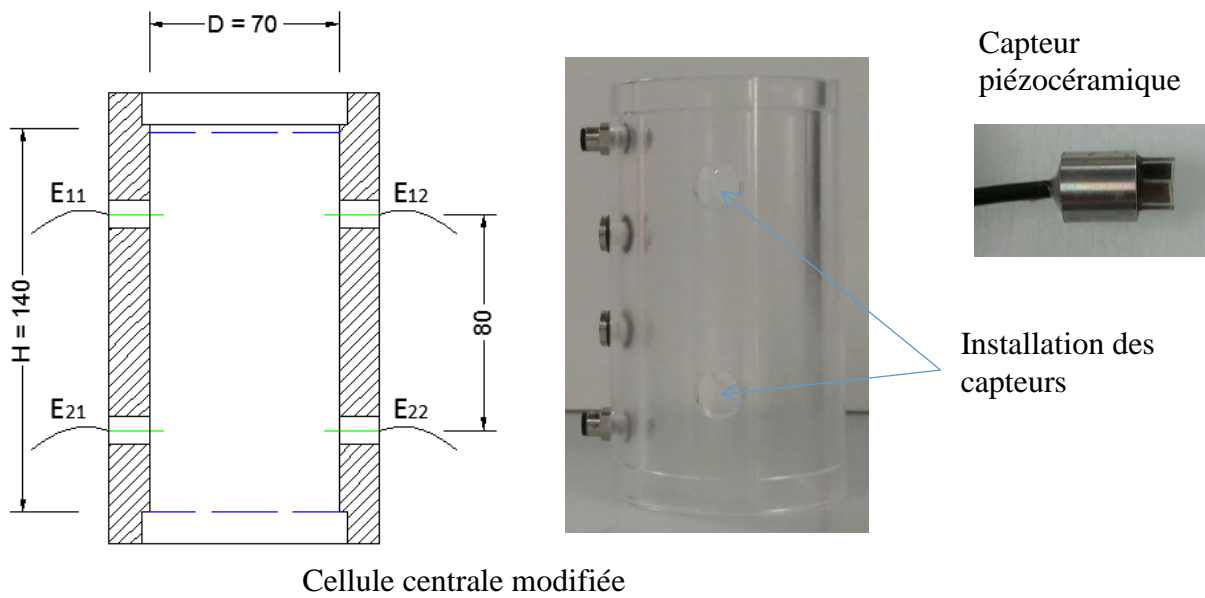 D = 70
Capteur
piézocéramique
E11
E12
H = 140
80
E21
E22
Installation des
capteurs
Cellule centrale modifiée